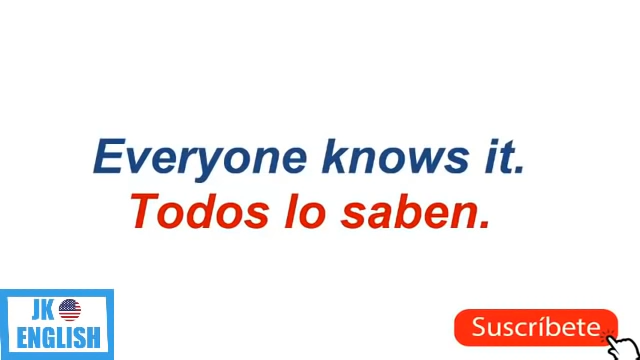 Everyone knows it.
Todos lo saben.
JK
ENGLISH
Suscríbete